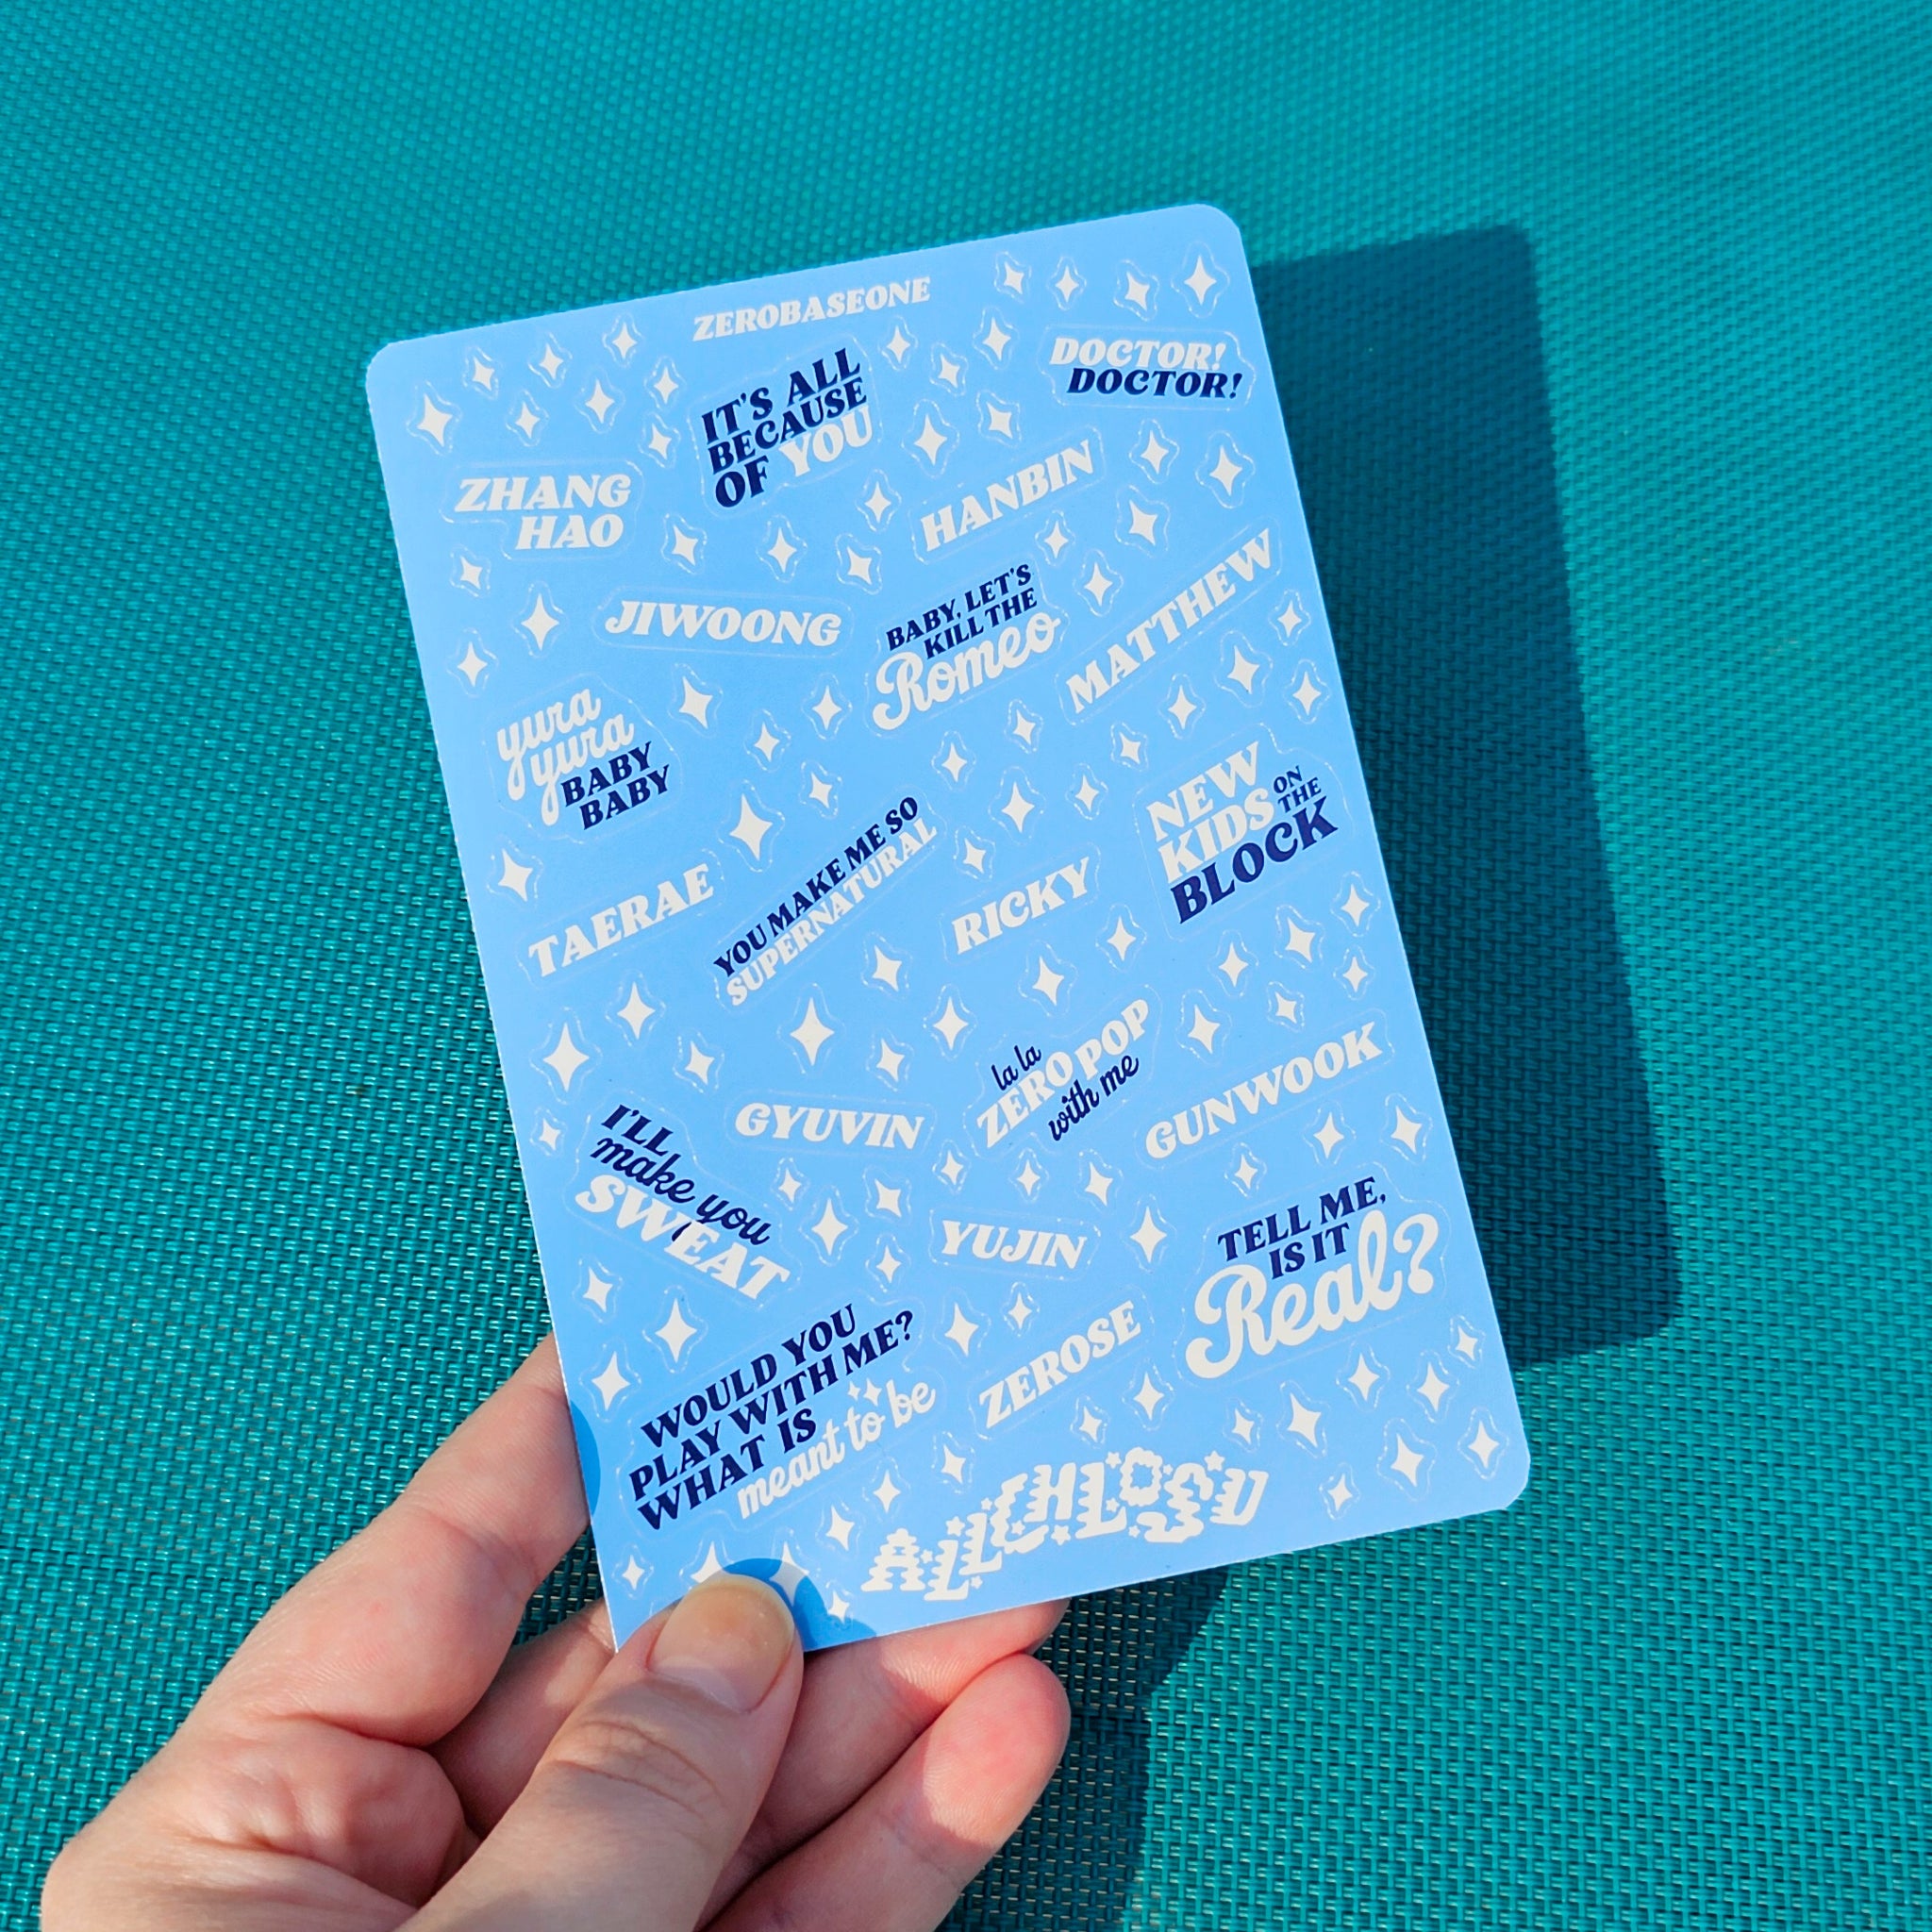 ZEROBASEONE
IT'S ALL
BECAUSE
OF YOU
DOCTOR!
DOCTOR!
ZHANG
HAO
HANBIN
JIWOONG
BABY, LET'S
KILL THE
Romeo
MATTHEW
yura
yura
BABY
BABY
NEW
KIDS
ON
THE
BLOCK
TAERAE
YOU MAKE ME SO
SUPERNATURAL
RICKY
la la
ZERO POP
with me
GYUVIN
GUNWOOK
I'LL
make you
SWEAT
YUJIN
TELL ME,
IS IT
Real?
WOULD YOU
PLAY WITH ME?
WHAT IS
meant to be
ZEROSE
ALLCHLOSU